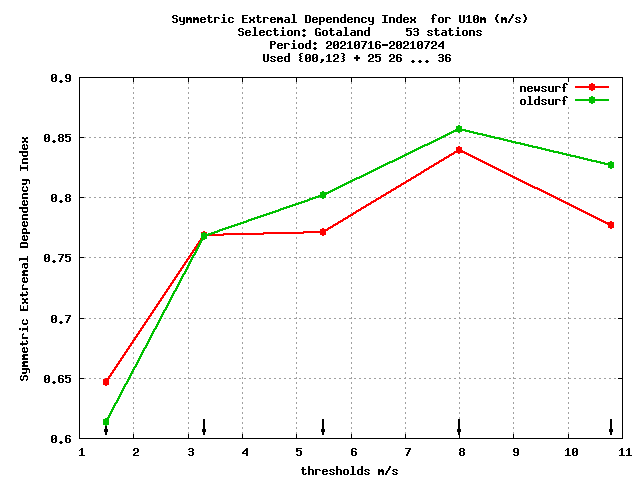 Symmetric Extremal Dependency Index  for U10m (m/s)
Selection: Gotaland     53 stations
Period: 20210716-20210724
Used {00,12} + 25 26 ... 36
newsurf
oldsurf
Symmetric Extremal Dependency Index
0.9
0.85
0.8
0.75
0.7
0.65
0.6
1 2 3 4 5 6 7 8 9 10 11
thresholds m/s